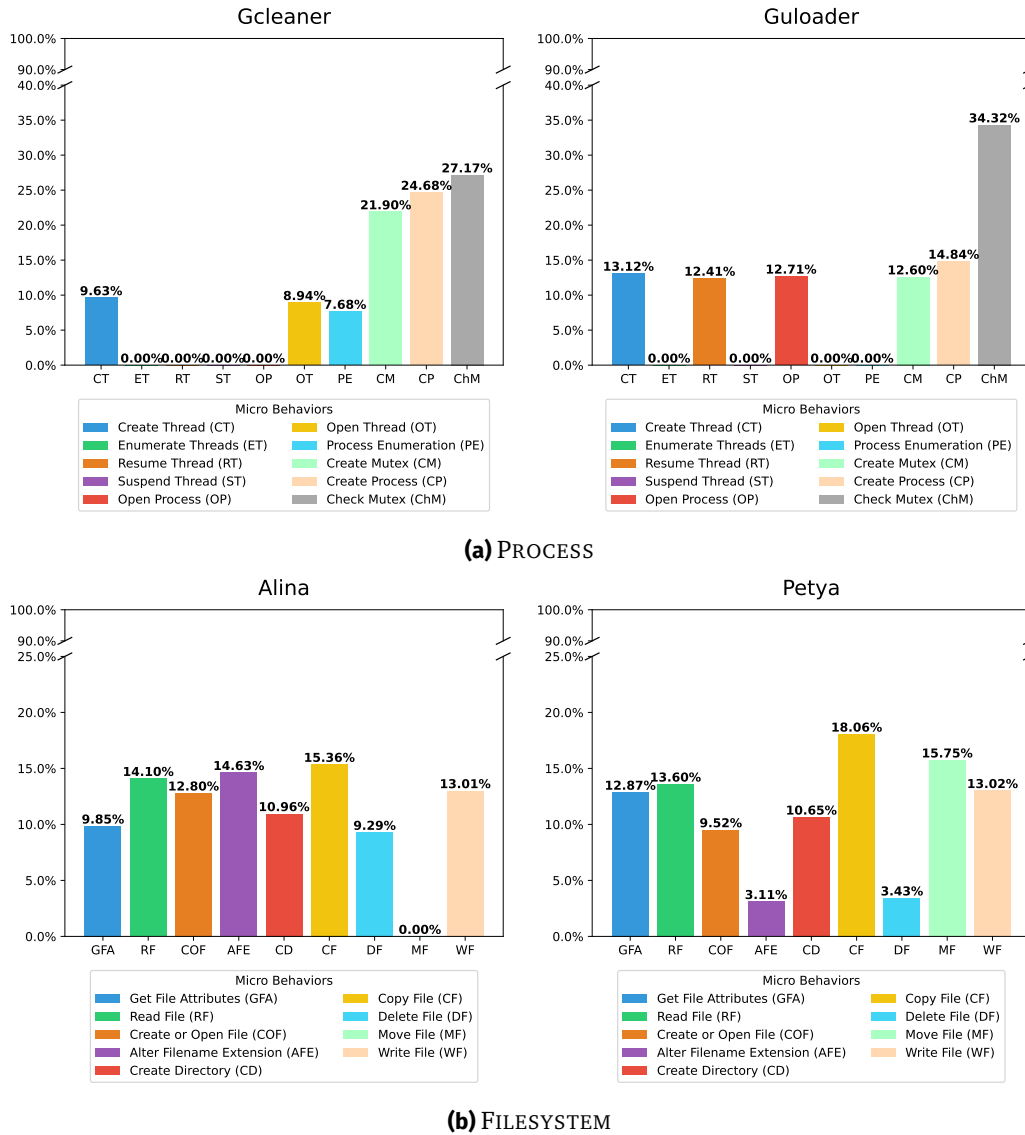 Gcleaner
100.0%
90.0%
40.0%
35.0%
30.0%
25.0%
20.0%
15.0%
10.0%
5.0%
0.0%
9.63%
0.00%
0.00%
0.00%
0.00%
8.94%
7.68%
21.90%
24.68%
27.17%
CT ET RT ST OP OT PE CM CP ChM
Micro Behaviors
Create Thread (CT)
Enumerate Threads (ET)
Resume Thread (RT)
Suspend Thread (ST)
Open Process (OP)
Open Thread (OT)
Process Enumeration (PE)
Create Mutex (CM)
Create Process (CP)
Check Mutex (ChM)
Guloader
100.0%
90.0%
40.0%
35.0%
30.0%
25.0%
20.0%
15.0%
10.0%
5.0%
0.0%
13.12%
0.00%
12.41%
0.00%
12.71%
0.00%
0.00%
12.60%
14.84%
34.32%
CT ET RT ST OP OT PE CM CP ChM
Micro Behaviors
Create Thread (CT)
Enumerate Threads (ET)
Resume Thread (RT)
Suspend Thread (ST)
Open Process (OP)
Open Thread (OT)
Process Enumeration (PE)
Create Mutex (CM)
Create Process (CP)
Check Mutex (ChM)
(a) PROCESS
Alina
100.0%
90.0%
25.0%
20.0%
15.0%
10.0%
5.0%
0.0%
9.85%
14.10%
12.80%
14.63%
10.96%
15.36%
9.29%
0.00%
13.01%
GFA RF COF AFE CD CF DF MF WF
Micro Behaviors
Get File Attributes (GFA)
Read File (RF)
Create or Open File (COF)
Alter Filename Extension (AFE)
Create Directory (CD)
Copy File (CF)
Delete File (DF)
Move File (MF)
Write File (WF)
Petya
100.0%
90.0%
25.0%
20.0%
15.0%
10.0%
5.0%
0.0%
12.87%
13.60%
9.52%
3.11%
10.65%
18.06%
3.43%
15.75%
13.02%
GFA RF COF AFE CD CF DF MF WF
Micro Behaviors
Get File Attributes (GFA)
Read File (RF)
Create or Open File (COF)
Alter Filename Extension (AFE)
Create Directory (CD)
Copy File (CF)
Delete File (DF)
Move File (MF)
Write File (WF)
(b) FILESYSTEM